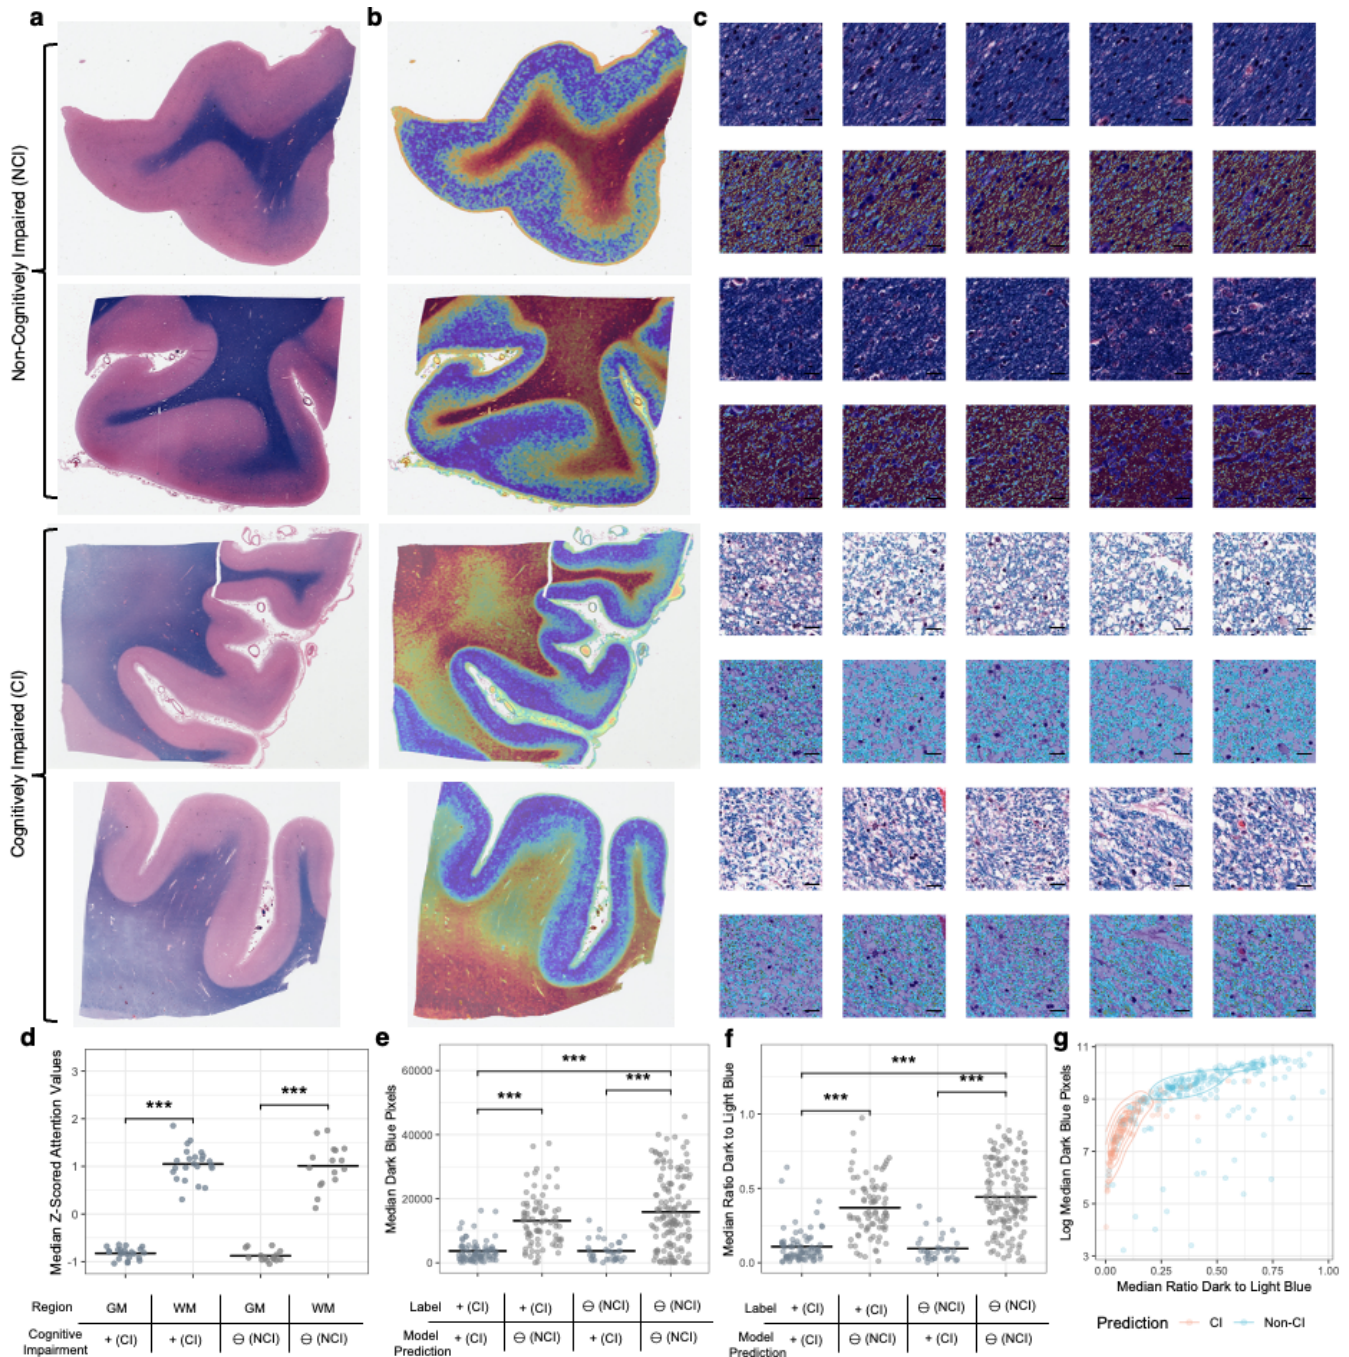 a
b
c
Non-Cognitively Impaired (NCI)
Cognitively Impaired (CI)
d
Median Z-Scored Attention Values
3
2
1
0
-1
***
***
Region
GM
WM
GM
WM
Cognitive
Impairment
+ (CI)
+ (CI)
⊖ (NCI)
⊖ (NCI)
e
Median Dark Blue Pixels
60000
40000
20000
0
***
***
***
Label
+ (CI)
+ (CI)
⊖ (NCI)
⊖ (NCI)
Model
Prediction
+ (CI)
⊖ (NCI)
+ (CI)
⊖ (NCI)
f
Median Ratio Dark to Light Blue
1.0
0.5
0.0
***
***
***
Label
+ (CI)
+ (CI)
⊖ (NCI)
⊖ (NCI)
Model
Prediction
+ (CI)
⊖ (NCI)
+ (CI)
⊖ (NCI)
g
Log Median Dark Blue Pixels
11
9
7
5
3
0.00
0.25
0.50
0.75
1.00
Median Ratio Dark to Light Blue
Prediction
CI
Non-CI